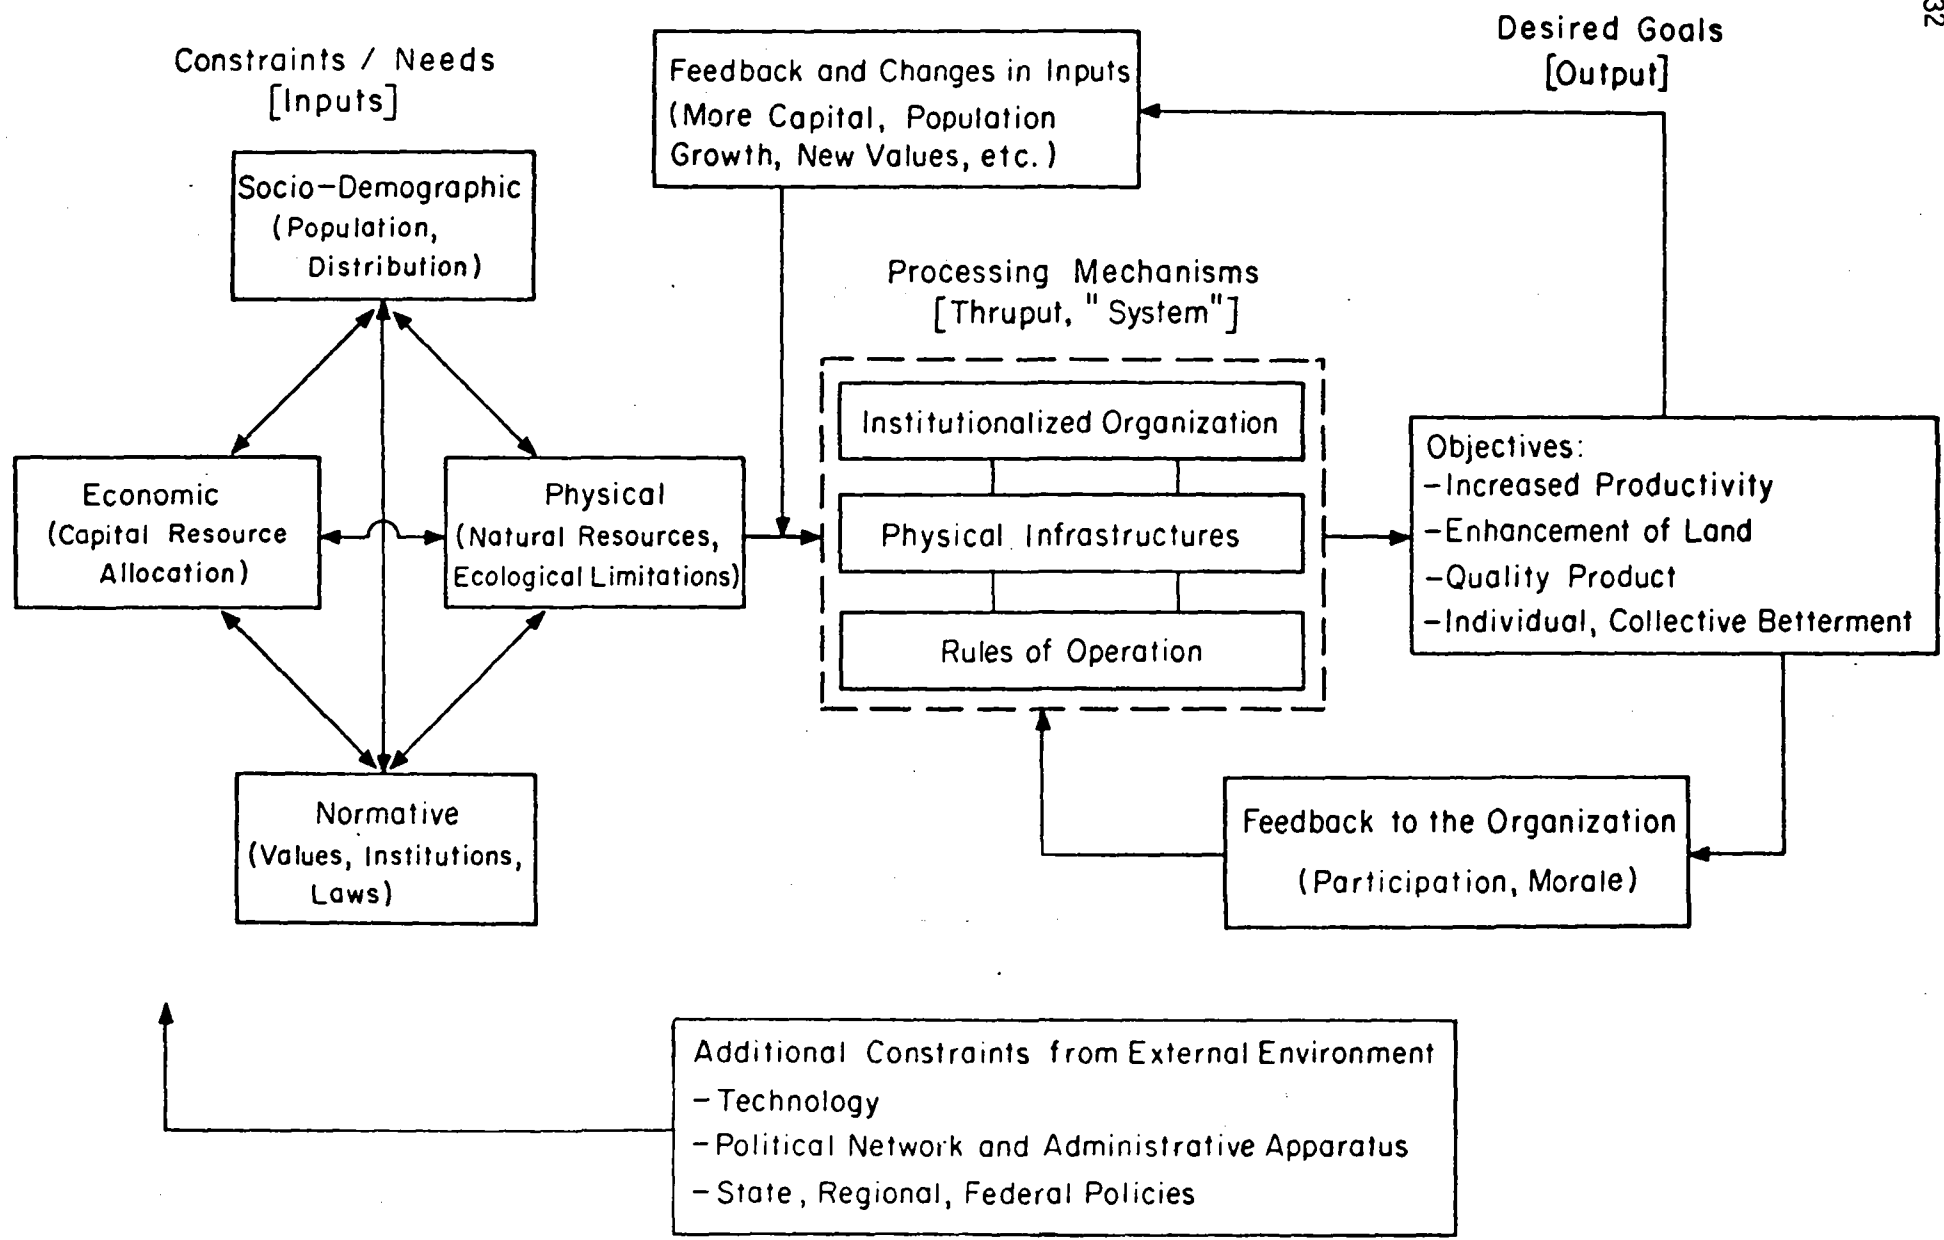 32
Constraints / Needs
[Inputs]
Socio-Demographic
(Population,
Distribution)
Economic
(Capital Resource
Allocation)
Physical
(Natural Resources,
Ecological Limitations)
Normative
(Values, Institutions,
Laws)
Feedback and Changes in Inputs
(More Capital, Population
Growth, New Values, etc.)
Processing Mechanisms
[Thruput, "System"]
Institutionalized Organization
Physical Infrastructures
Rules of Operation
Desired Goals
[Output]
Objectives:
-Increased Productivity
-Enhancement of Land
-Quality Product
-Individual, Collective Betterment
Feedback to the Organization
(Participation, Morale)
Additional Constraints from External Environment
- Technology
- Political Network and Administrative Apparatus
- State, Regional, Federal Policies